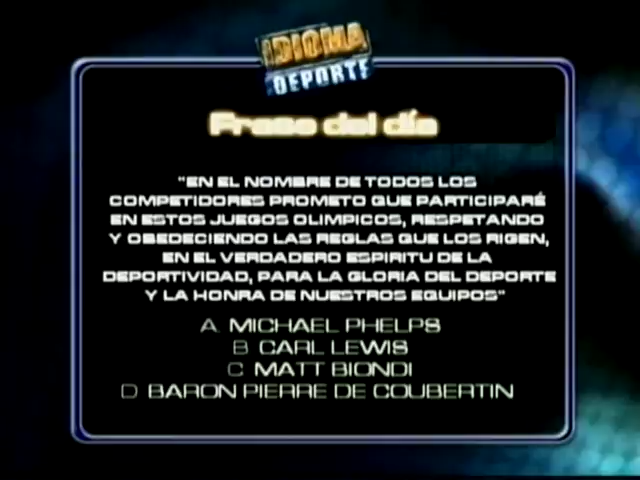 IDIOMA
DEPORTE
Frase del día
"EN EL NOMBRE DE TODOS LOS
COMPETIDORES PROMETO QUE PARTICIPARÉ
EN ESTOS JUEGOS OLIMPICOS, RESPETANDO
Y OBEDECIENDO LAS REGLAS QUE LOS RIGEN,
EN EL VERDADERO ESPIRITU DE LA
DEPORTIVIDAD, PARA LA GLORIA DEL DEPORTE
Y LA HONRA DE NUESTROS EQUIPOS"
A. MICHAEL PHELPS
B CARL LEWIS
C MATT BIONDI
D BARON PIERRE DE COUBERTIN